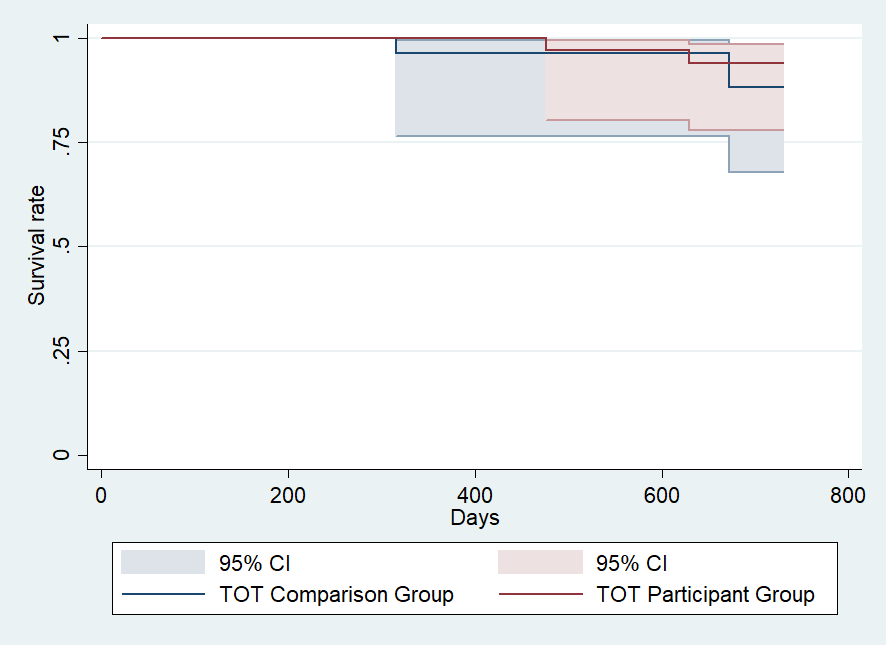 Survival rate
1
.75
.5
.25
0
0 200 400 600 800
Days
95% CI 95% CI
TOT Comparison Group TOT Participant Group